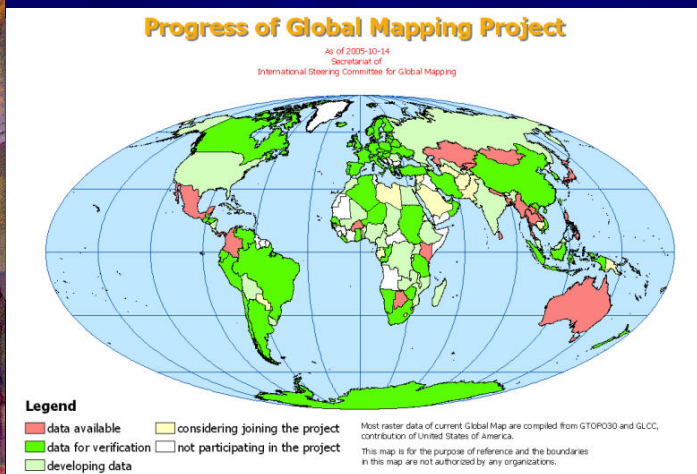 Progress of Global Mapping Project
As of 2005-10-14
Secretariat of
International Steering Committee for Global Mapping
Legend
data available
considering joining the project
data for verification
not participating in the project
developing data
Most raster data of current Global Map are compiled from GTOPO30 and GLCC,
contribution of United States of America.
This map is for the purpose of reference and the boundaries
in this map are not authorized by any organizations.